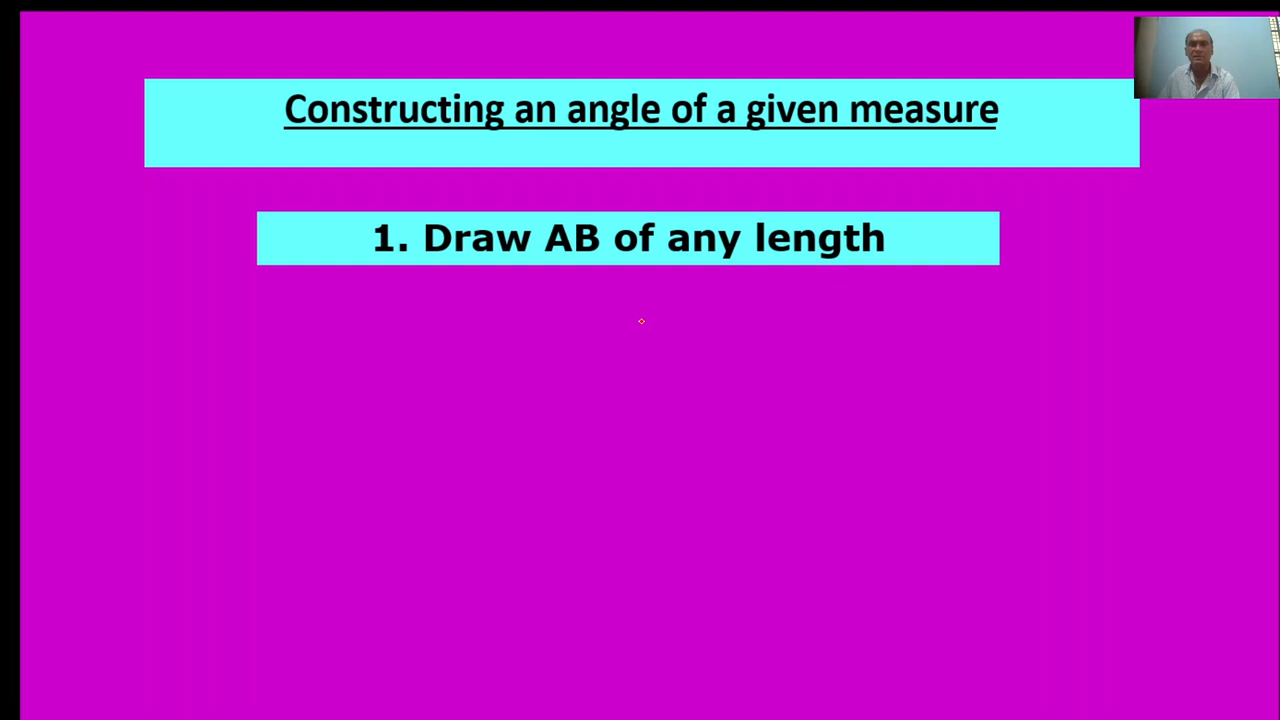 Constructing an angle of a given measure
1. Draw AB of any length